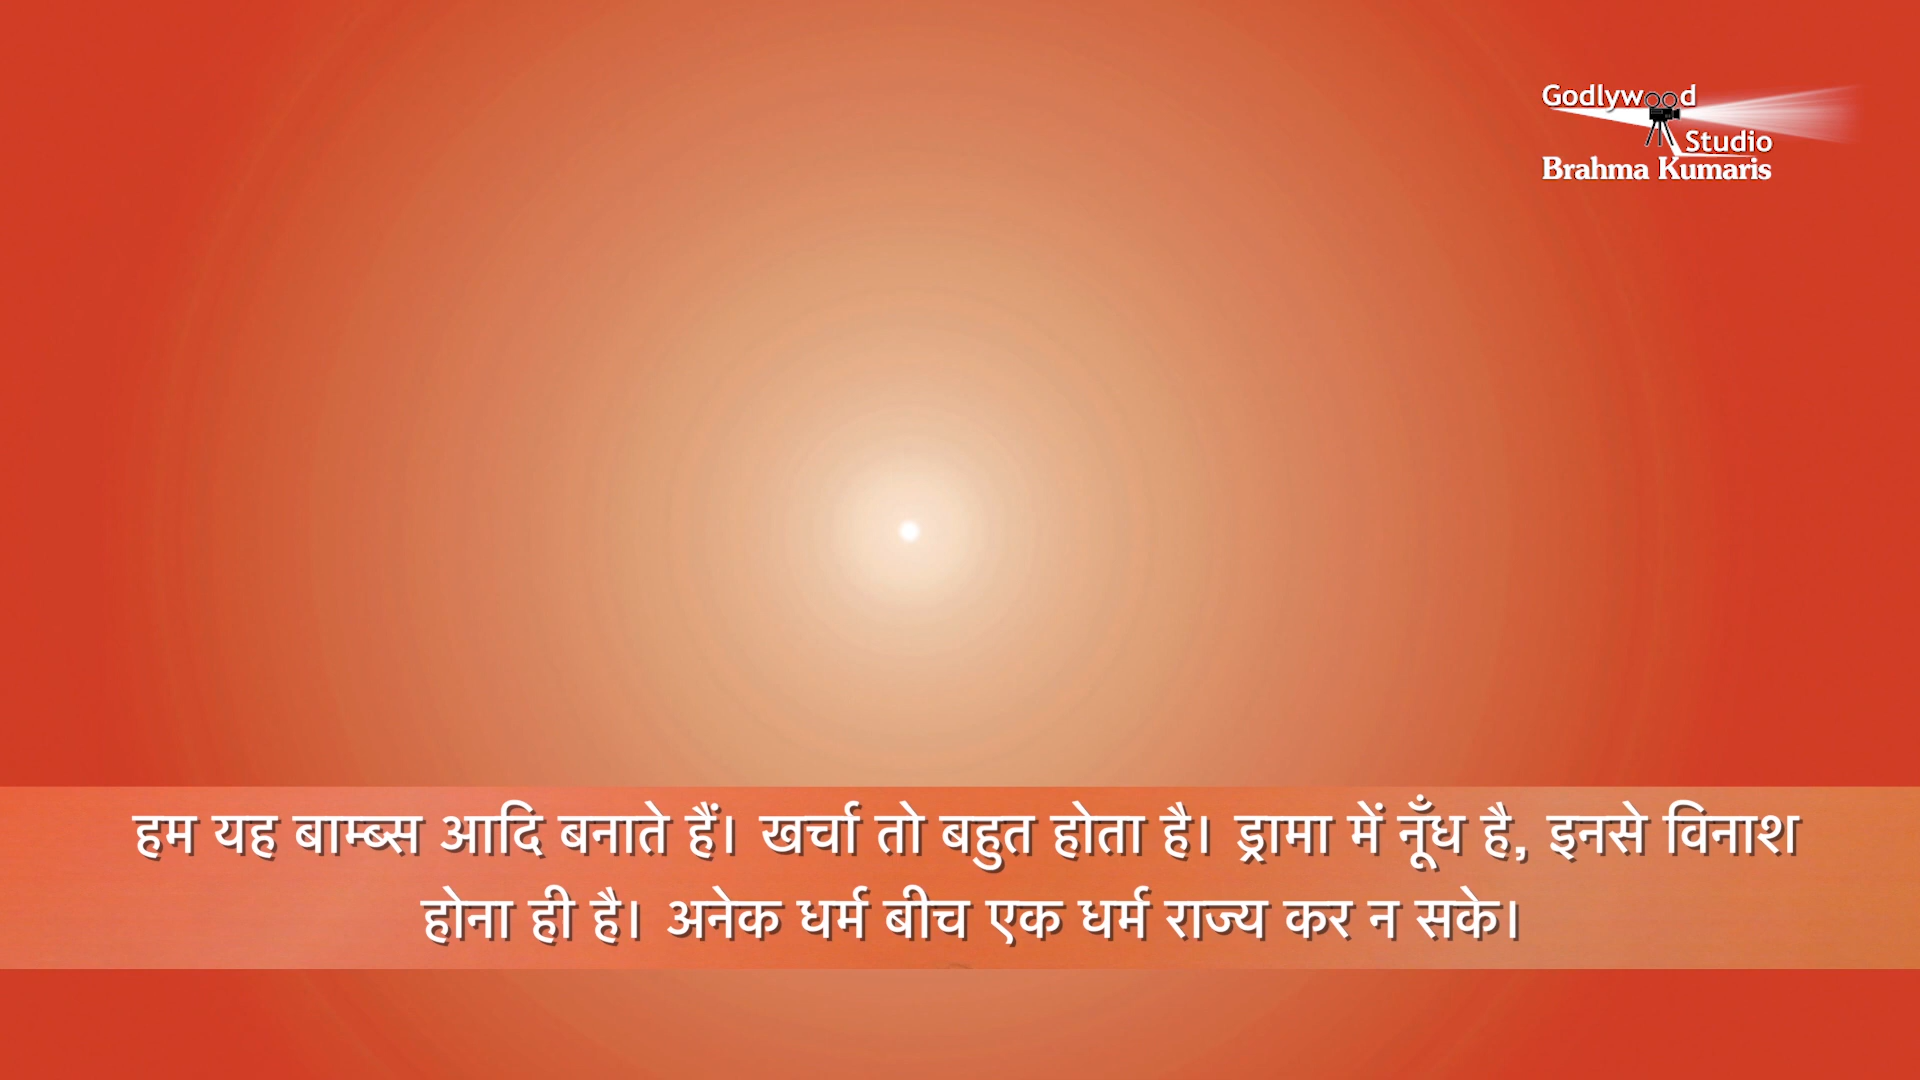 Godlywood
Studio
Brahma Kumaris
हम यह बाम्ब्स आदि बनाते हैं। खर्चा तो बहुत होता है। ड्रामा में नूँध है, इनसे विनाश
होना ही है। अनेक धर्म बीच एक धर्म राज्य कर न सके।